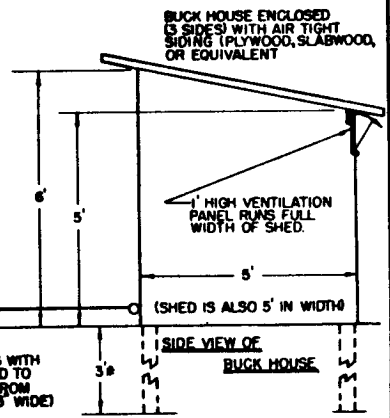 BUCK HOUSE ENCLOSED
(3 SIDES) WITH AIR TIGHT
SIDING (PLYWOOD, SLABWOOD,
OR EQUIVALENT
6'
5'
1' HIGH VENTILATION
PANEL RUNS FULL
WIDTH OF SHED.
5'
(SHED IS ALSO 5' IN WIDTH)
SIDE VIEW OF
BUCK HOUSE
WITH
D TO
ROM
" WIDE)
3'±